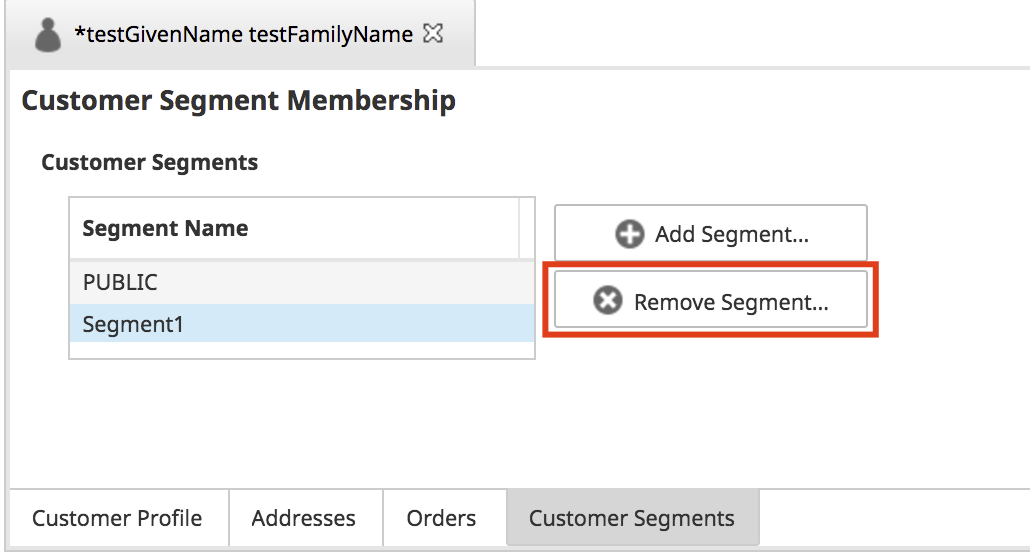 *testGivenName testFamilyName
Customer Segment Membership
Customer Segments
Segment Name
PUBLIC
Segment1
Add Segment...
Remove Segment...
Customer Profile
Addresses
Orders
Customer Segments